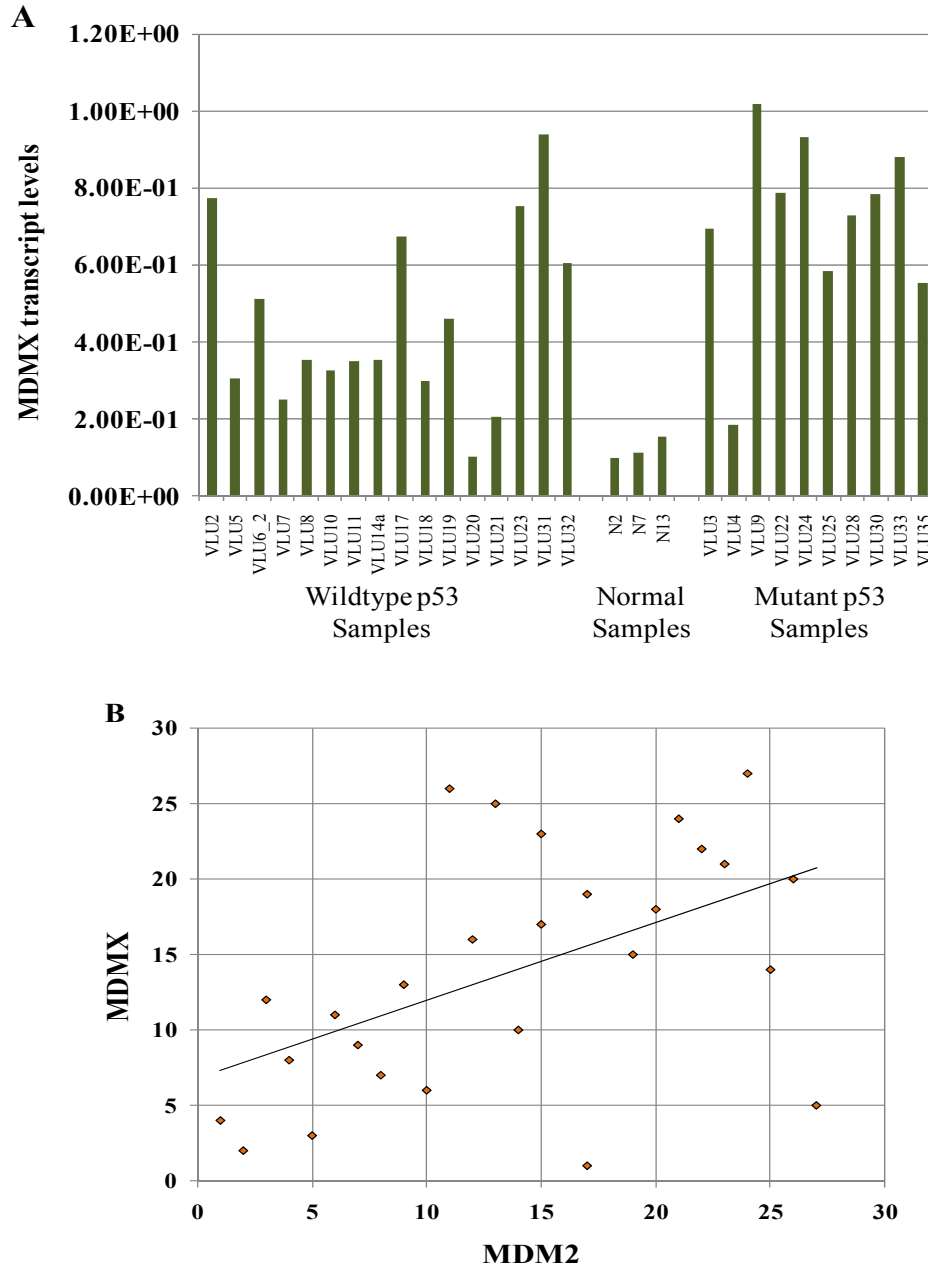 A
MDMX transcript levels
1.20E+00
1.00E+00
8.00E-01
6.00E-01
4.00E-01
2.00E-01
0.00E+00
VLU2
VLU5
VLU6_2
VLU7
VLU8
VLU10
VLU11
VLU14a
VLU17
VLU18
VLU19
VLU20
VLU21
VLU23
VLU31
VLU32
N2
N7
N13
VLU3
VLU4
VLU9
VLU22
VLU24
VLU25
VLU28
VLU30
VLU33
VLU35
Wildtype p53
Samples
Normal
Samples
Mutant p53
Samples
B
MDMX
30
25
20
15
10
5
0
0 5 10 15 20 25 30
MDM2